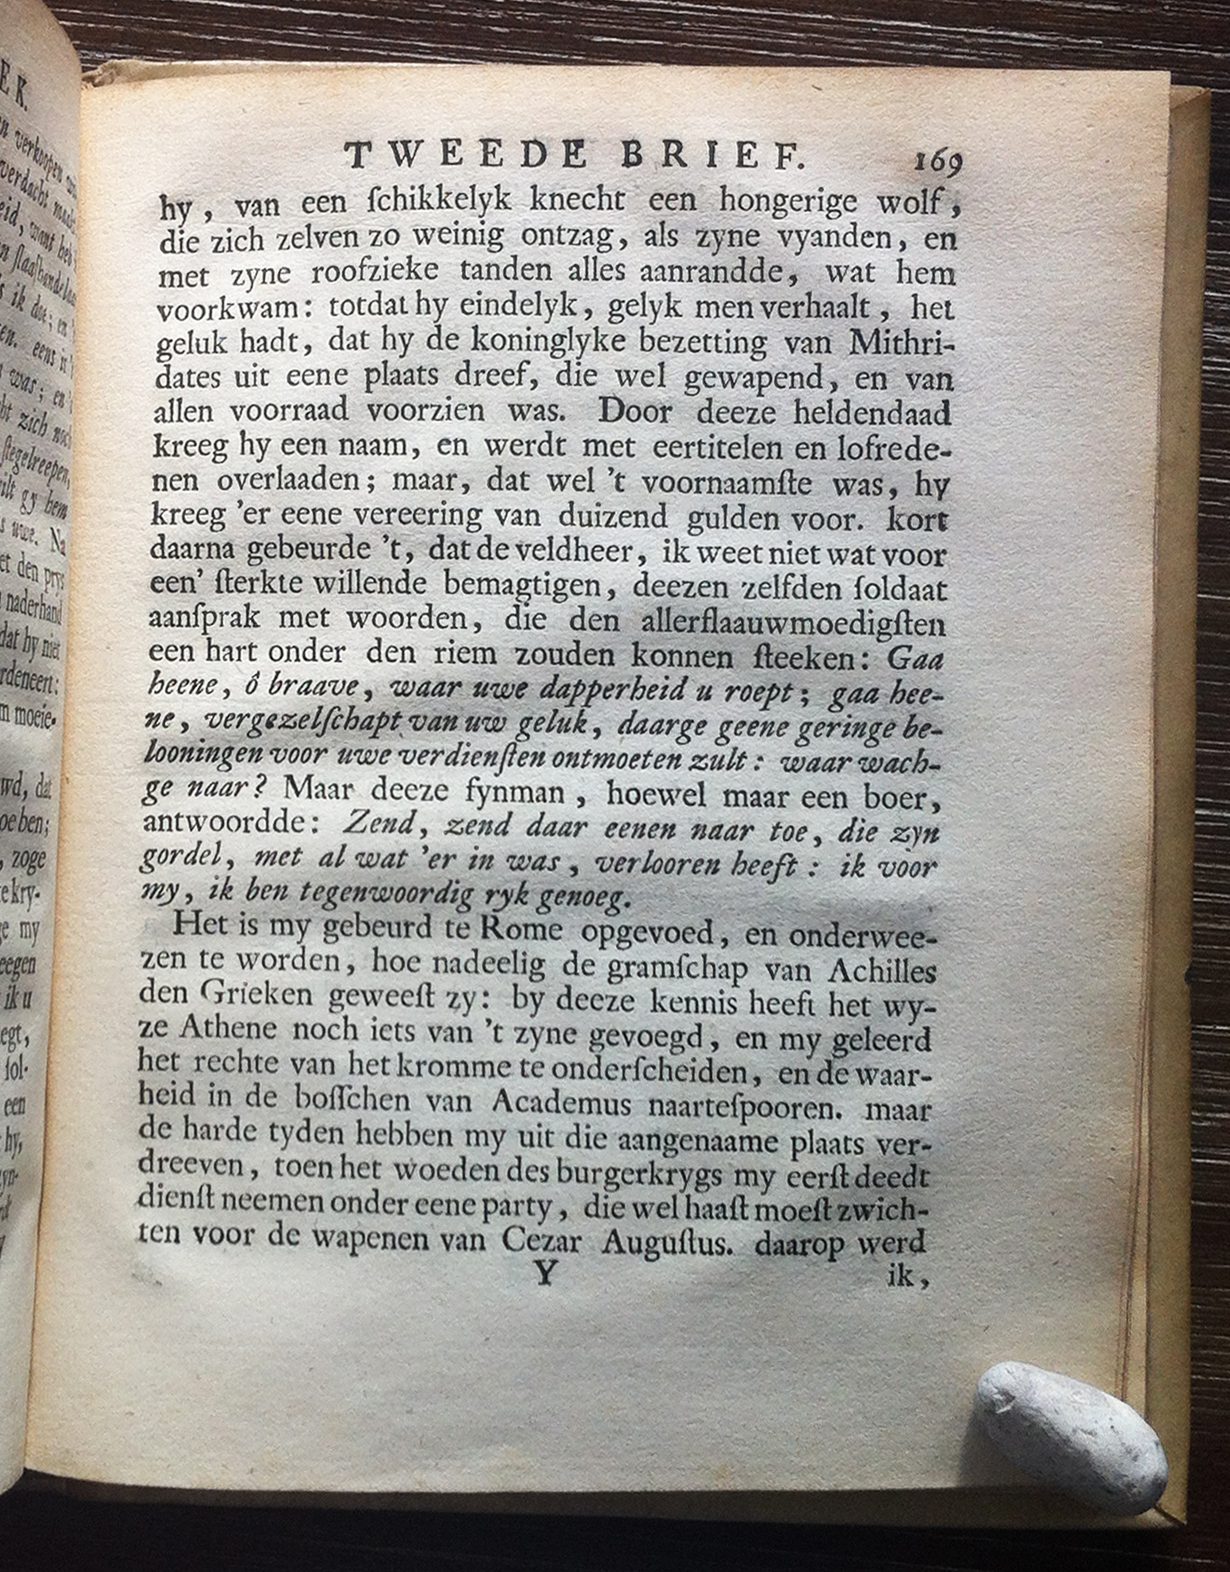 TWEEDE BRIEF. 169
hy, van een ſchikkelyk knecht een hongerige wolf,
die zich zelven zo weinig ontzag, als zyne vyanden, en
met zyne roofzieke tanden alles aanrandde, wat hem
voorkwam: totdat hy eindelyk, gelyk men verhaalt, het
geluk hadt, dat hy de koninglyke bezetting van Mithri-
dates uit eene plaats dreef, die wel gewapend, en van
allen voorraad voorzien was. Door deeze heldendaad
kreeg hy een naam, en werdt met eertitelen en lofrede-
nen overlaaden; maar, dat wel 't voornaamſte was, hy
kreeg 'er eene vereering van duizend gulden voor. kort
daarna gebeurde 't, dat de veldheer, ik weet niet wat voor
een' ſterkte willende bemagtigen, deezen zelfden ſoldaat
aanſprak met woorden, die den allerflaauwmoedigſten
een hart onder den riem zouden konnen ſteeken: Gaa
heene, ô braave, waar uwe dapperheid u roept; gaa hee-
ne, vergezelſchapt van uw geluk, daarge geene geringe be-
looningen voor uwe verdienſten ontmoeten zult: waar wach-
ge naar? Maar deeze fynman, hoewel maar een boer,
antwoordde: Zend, zend daar eenen naar toe, die zyn
gordel, met al wat 'er in was, verlooren heeft: ik voor
my, ik ben tegenwoordig ryk genoeg.
Het is my gebeurd te Rome opgevoed, en onderwee-
zen te worden, hoe nadeelig de gramſchap van Achilles
den Grieken geweeſt zy: by deeze kennis heeft het wy-
ze Athene noch iets van 't zyne gevoegd, en my geleerd
het rechte van het kromme te onderſcheiden, en de waar-
heid in de boſſchen van Academus naarteſpooren. maar
de harde tyden hebben my uit die aangenaame plaats ver-
dreeven, toen het woeden des burgerkrygs my eerſt deedt
dienſt neemen onder eene party, die wel haaſt moeſt zwich-
ten voor de wapenen van Cezar Auguſtus. daarop werd
Y ik,